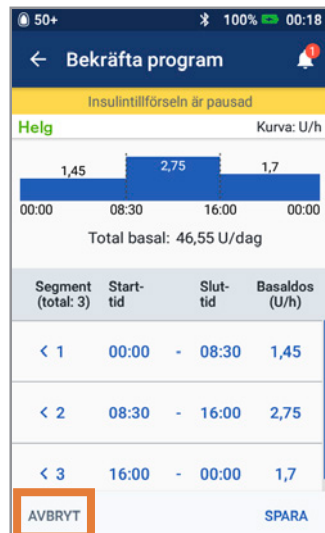 50+ 100% 00:18
Bekräfta program 1
Insulintillförseln är pausad
Helg Kurva: U/h
1,45 2,75 1,7
00:00 08:30 16:00 00:00
Total basal: 46,55 U/dag
Segment (total: 3) Start-tid Slut-tid Basaldos (U/h)
< 1 00:00 - 08:30 1,45
< 2 08:30 - 16:00 2,75
< 3 16:00 - 00:00 1,7
AVBRYT SPARA